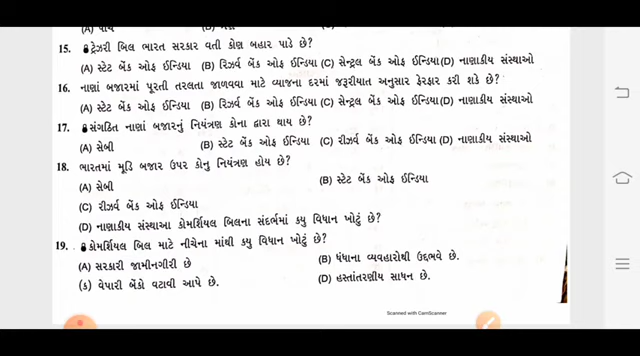 15. ટ્રેઝરી બિલ ભારત સરકાર વતી કોણ બહાર પાડે છે?
(A) સ્ટેટ બેંક ઓફ ઈન્ડિયા (B) રિઝર્વ બેંક ઓફ ઈન્ડિયા (C) સેન્ટ્રલ બેંક ઓફ ઈન્ડિયા (D) નાણાકીય સંસ્થાઓ
16. નાણાં બજારમાં પૂરતી તરલતા જાળવવા માટે વ્યાજના દરમાં જરૂરીયાત અનુસાર ફેરફાર કરી શકે છે?
(A) સ્ટેટ બેંક ઓફ ઈન્ડિયા (B) રિઝર્વ બેંક ઓફ ઈન્ડિયા (C) સેન્ટ્રલ બેંક ઓફ ઈન્ડિયા (D) નાણાકીય સંસ્થાઓ
17. સંગઠિત નાણાં બજારનું નિયંત્રણ કોના દ્વારા થાય છે?
(A) સેબી (B) સ્ટેટ બેંક ઓફ ઈન્ડિયા (C) રીઝર્વ બેંક ઓફ ઈન્ડિયા (D) નાણાકીય સંસ્થાઓ
18. ભારતમાં મૂડિ બજાર ઉપર કોનુ નિયંત્રણ હોય છે?
(A) સેબી (B) સ્ટેટ બેંક ઓફ ઈન્ડિયા
(C) રીઝર્વ બેંક ઓફ ઈન્ડિયા
(D) નાણાકીય સંસ્થાઆ કોમર્શિયલ બિલના સંદર્ભમાં કયુ વિધાન ખોટું છે?
19. કોમર્શિયલ બિલ માટે નીચેના માંથી કયુ વિધાન ખોટું છે?
(A) સરકારી જામીનગીરી છે (B) ધંધાના વ્યવહારોથી ઉદભવે છે.
(ક) વેપારી બેંકો વટાવી આપે છે. (D) હસ્તાંતરણીય સાધન છે.
Scanned with CamScanner